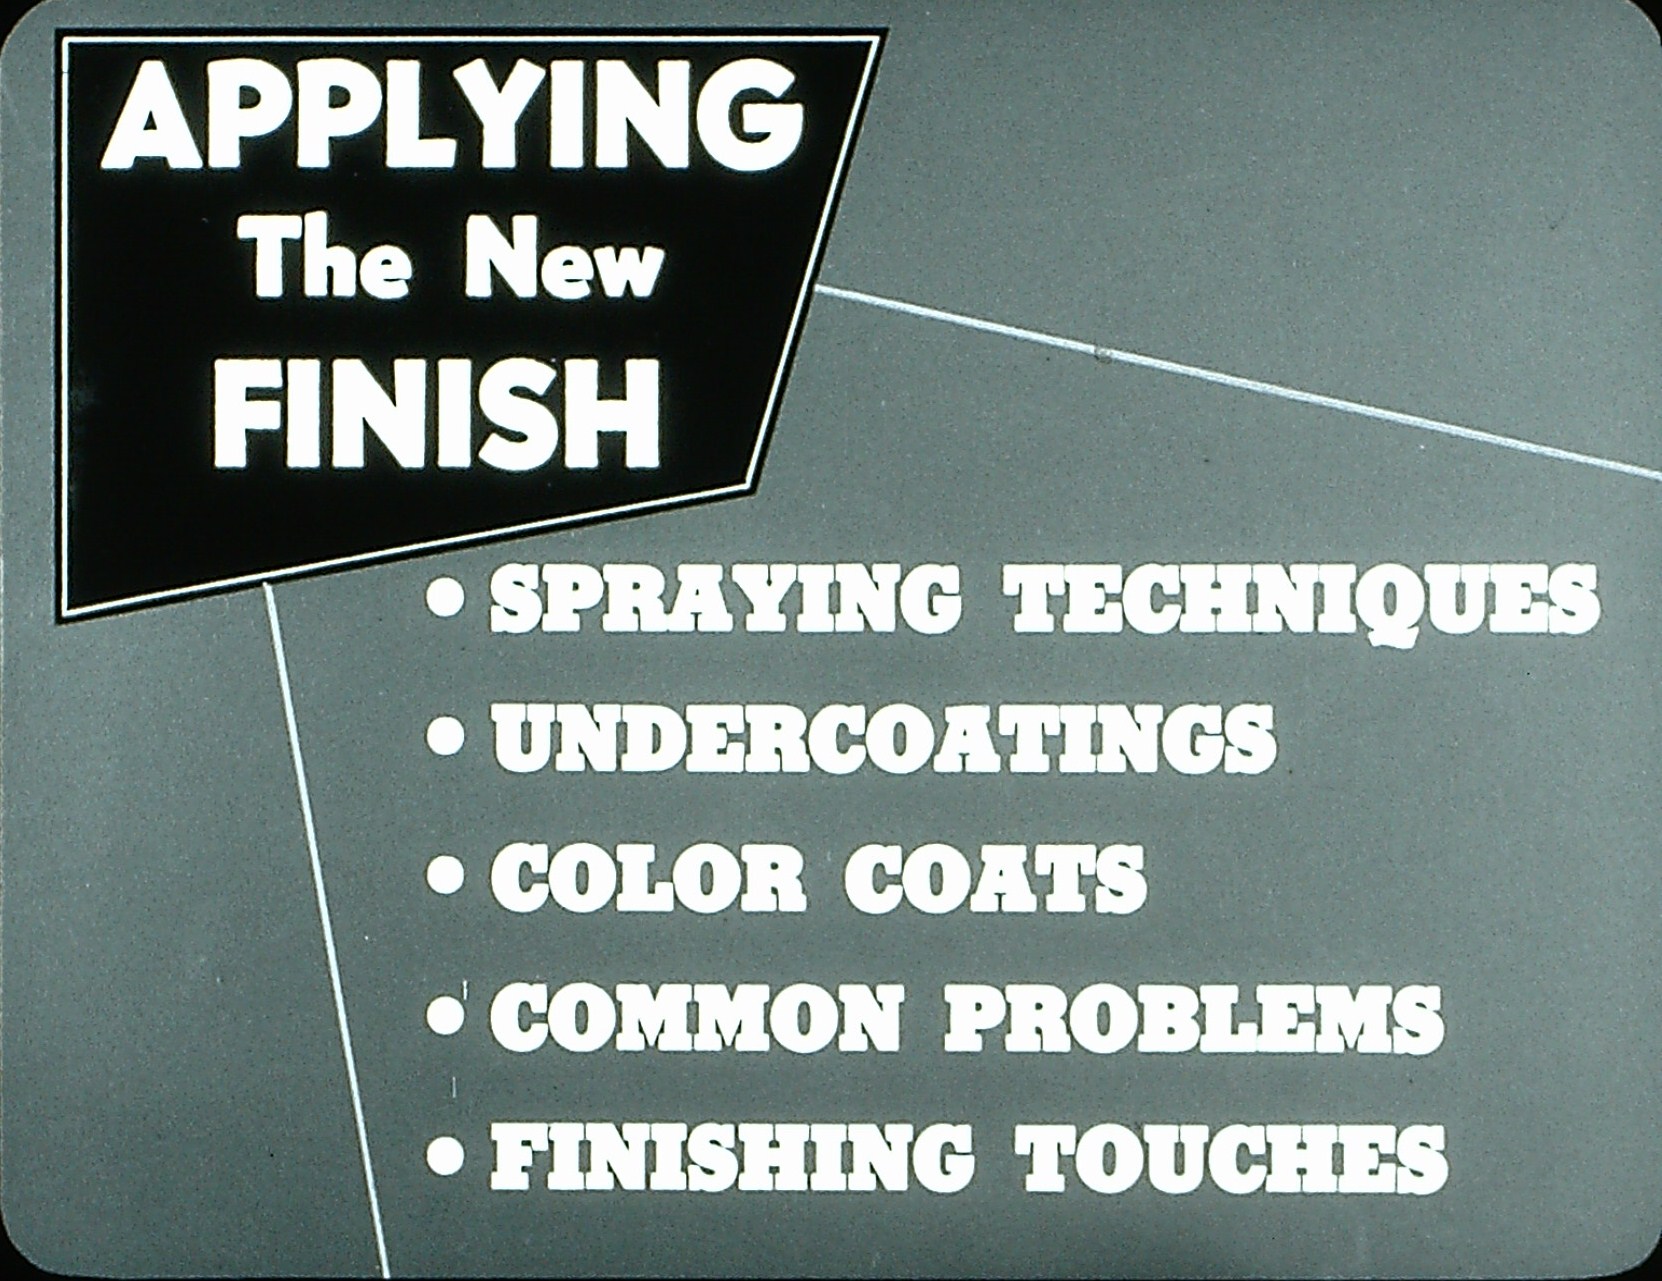 APPLYING
The New
FINISH
• SPRAYING TECHNIQUES
• UNDERCOATINGS
• COLOR COATS
• COMMON PROBLEMS
• FINISHING TOUCHES